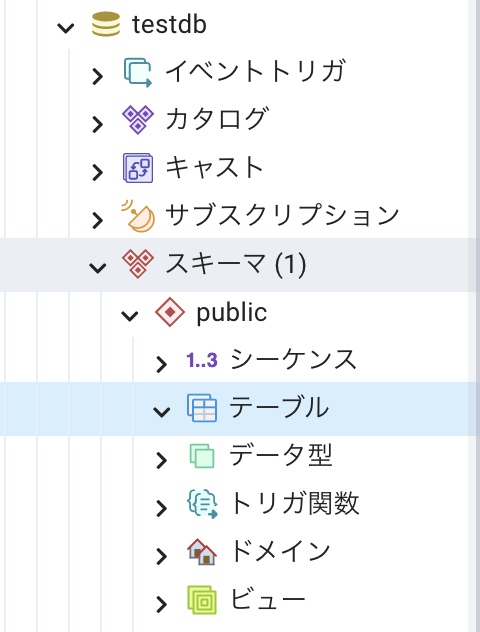 testdb
イベントトリガ
カタログ
キャスト
サブスクリプション
スキーマ (1)
public
1..3 シーケンス
テーブル
データ型
トリガ関数
ドメイン
ビュー